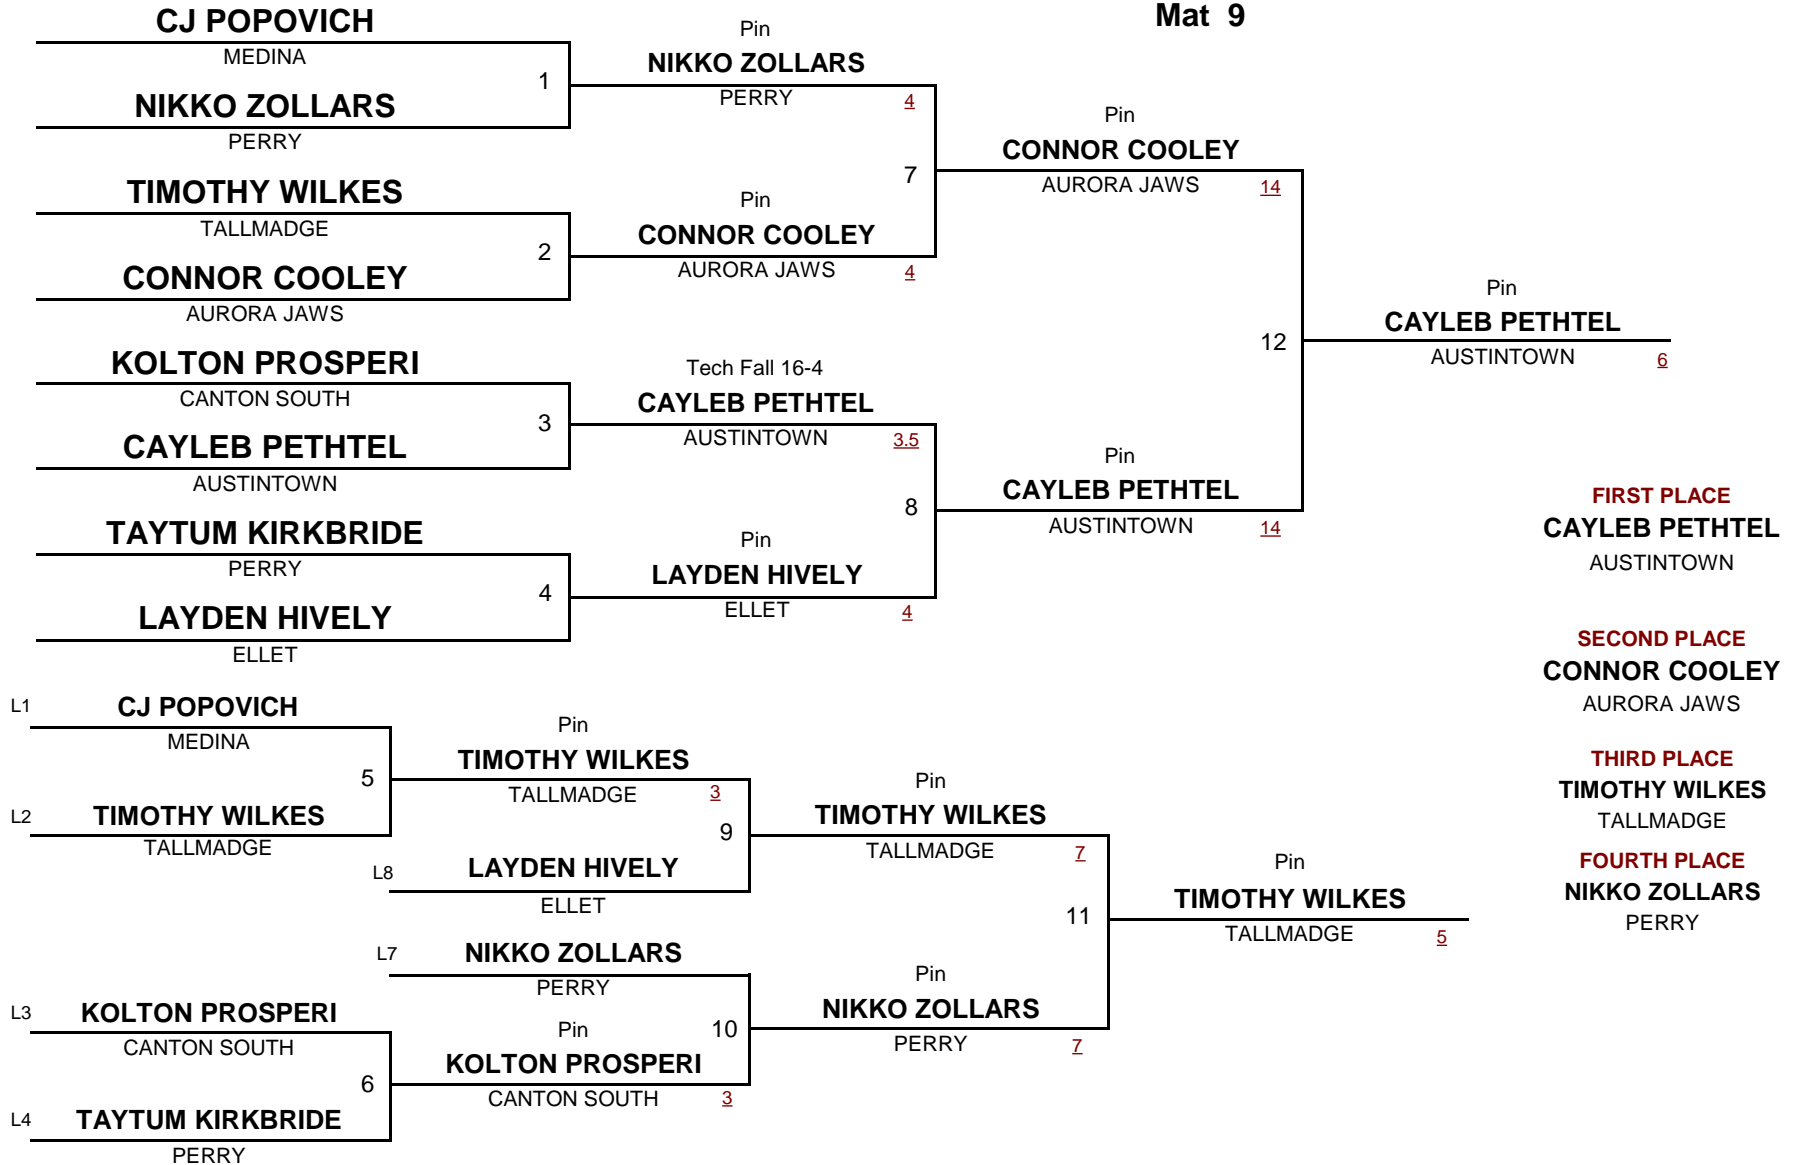 Mat 9
CJ POPOVICH
MEDINA
1
NIKKO ZOLLARS
PERRY
TIMOTHY WILKES
TALLMADGE
2
CONNOR COOLEY
AURORA JAWS
KOLTON PROSPERI
CANTON SOUTH
3
CAYLEB PETHTEL
AUSTINTOWN
TAYTUM KIRKBRIDE
PERRY
4
LAYDEN HIVELY
ELLET
Pin
NIKKO ZOLLARS
PERRY 4
7
Pin
CONNOR COOLEY
AURORA JAWS 4
Tech Fall 16-4
CAYLEB PETHTEL
AUSTINTOWN 3.5
8
Pin
LAYDEN HIVELY
ELLET 4
Pin
CONNOR COOLEY
AURORA JAWS 14
12
Pin
CAYLEB PETHTEL
AUSTINTOWN 14
Pin
CAYLEB PETHTEL
AUSTINTOWN 6
L1 CJ POPOVICH
MEDINA
5
L2 TIMOTHY WILKES
TALLMADGE
L3 KOLTON PROSPERI
CANTON SOUTH
6
L4 TAYTUM KIRKBRIDE
PERRY
Pin
TIMOTHY WILKES
TALLMADGE 3
9
L8 LAYDEN HIVELY
ELLET
L7 NIKKO ZOLLARS
PERRY
10
Pin
KOLTON PROSPERI
CANTON SOUTH 3
Pin
TIMOTHY WILKES
TALLMADGE 7
11
Pin
NIKKO ZOLLARS
PERRY 7
Pin
TIMOTHY WILKES
TALLMADGE 5
FIRST PLACE
CAYLEB PETHTEL
AUSTINTOWN
SECOND PLACE
CONNOR COOLEY
AURORA JAWS
THIRD PLACE
TIMOTHY WILKES
TALLMADGE
FOURTH PLACE
NIKKO ZOLLARS
PERRY